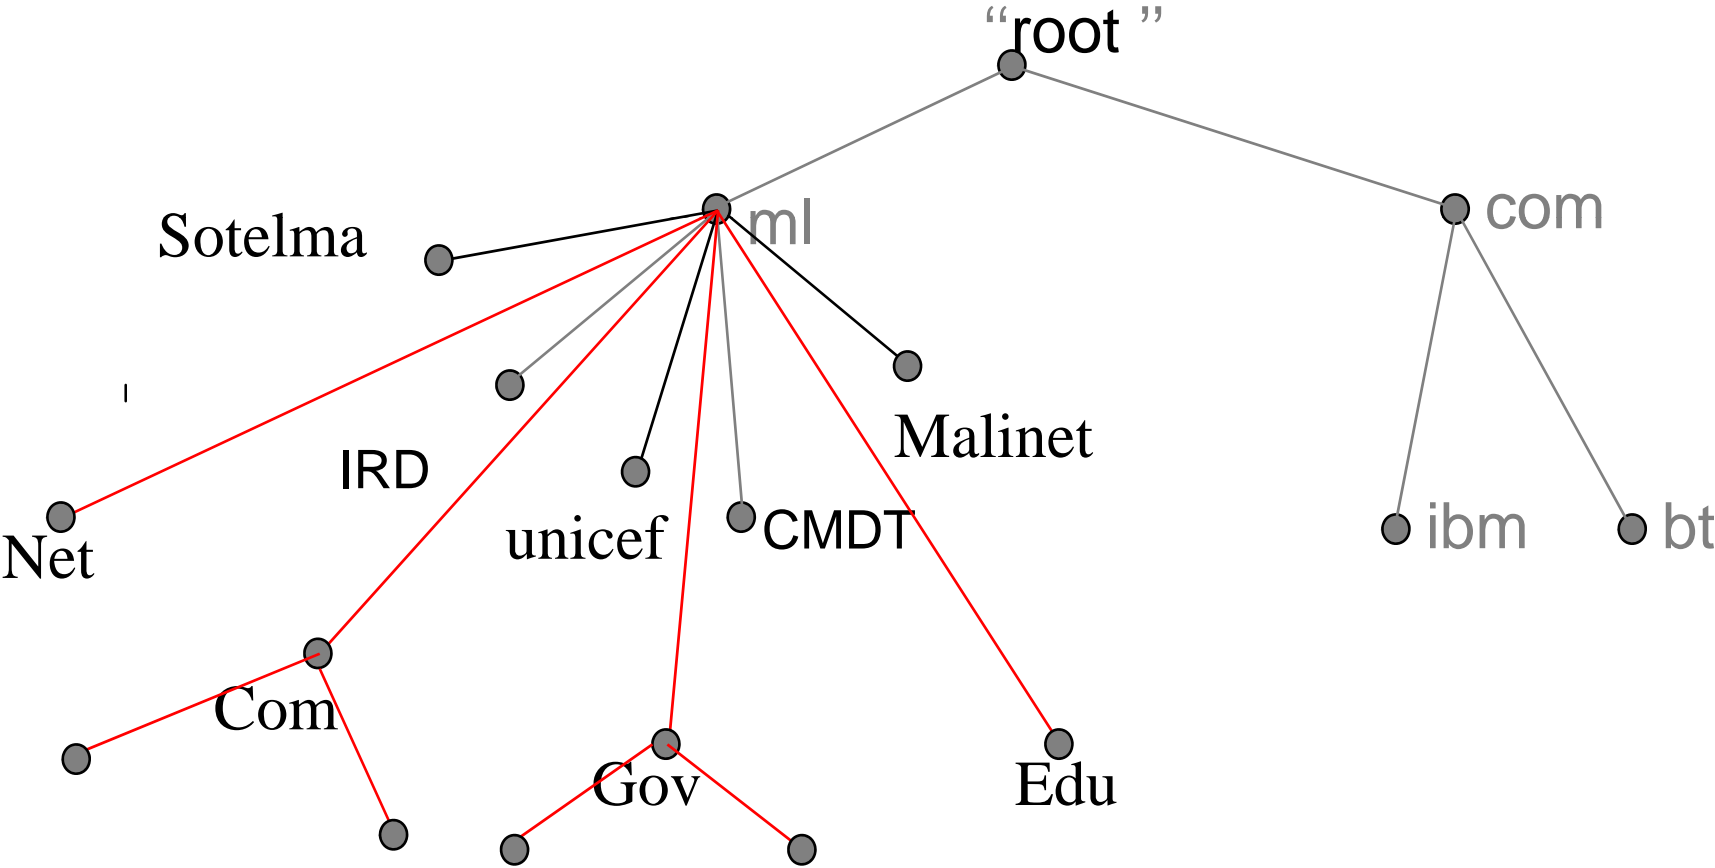 “root ”
ml
com
Sotelma
Malinet
IRD
unicef
CMDT
ibm
bt
Net
Com
Gov
Edu